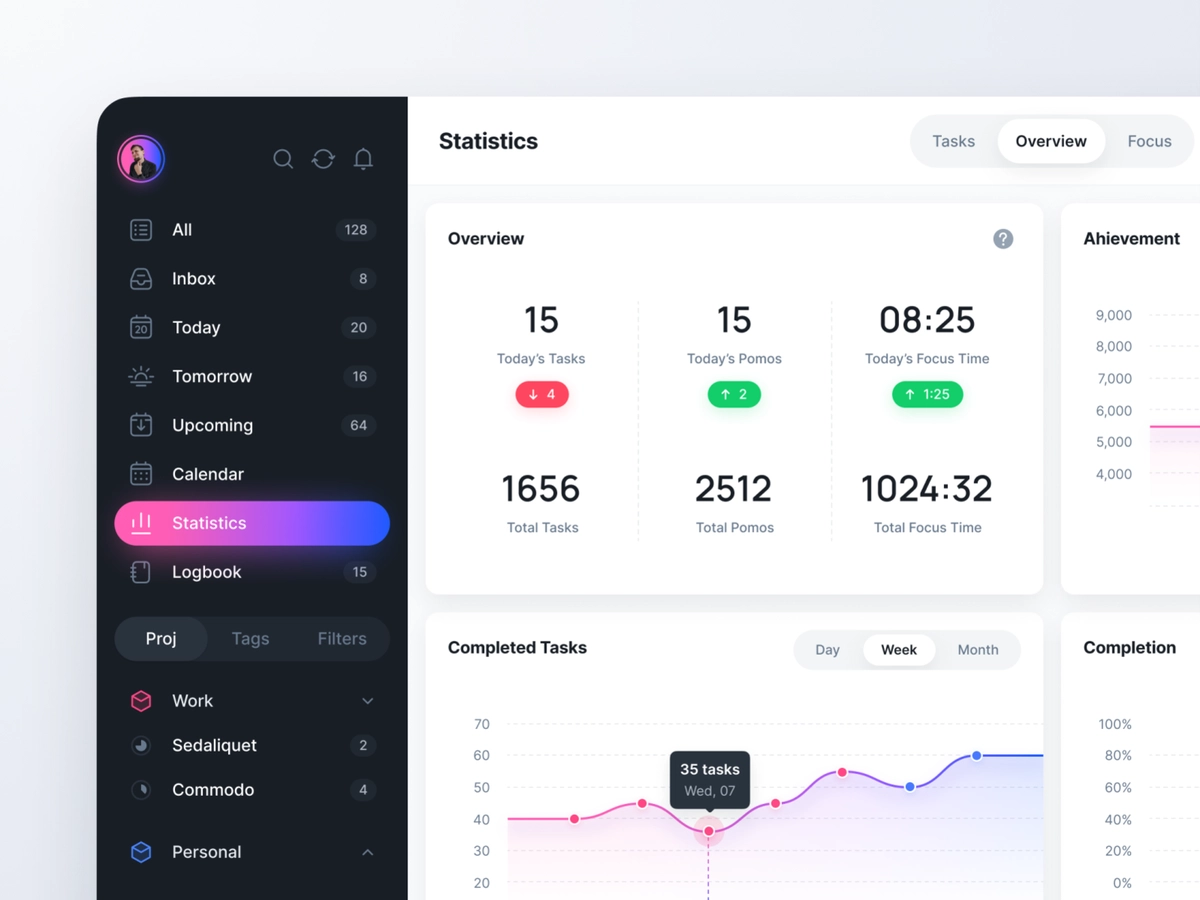 Statistics
Tasks
Overview
Focus
All
128
Inbox
8
20
Today
20
Tomorrow
16
Upcoming
64
Calendar
Statistics
Logbook
15
Proj
Tags
Filters
Work
Sedaliquet
2
Commodo
4
Personal
Overview
?
15
Today's Tasks
↓ 4
15
Today's Pomos
↑ 2
08:25
Today's Focus Time
↑ 1:25
1656
Total Tasks
2512
Total Pomos
1024:32
Total Focus Time
Ahievement
9,000
8,000
7,000
6,000
5,000
4,000
Completed Tasks
Day
Week
Month
70
60
50
40
30
20
35 tasks
Wed, 07
Completion
100%
80%
60%
40%
20%
0%